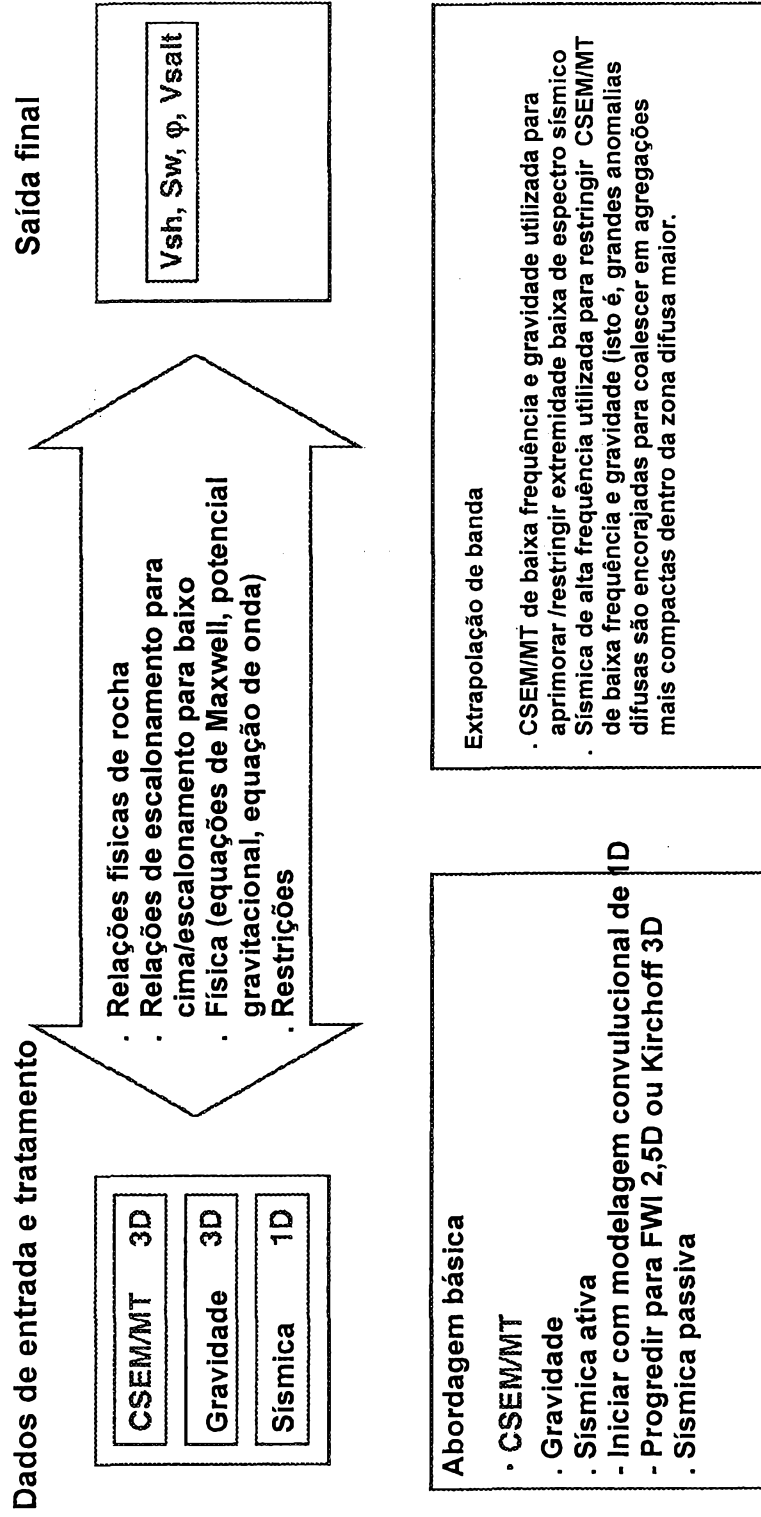 Dados de entrada e tratamento
CSEM/MT 3D
Gravidade 3D
Sísmica 1D
. Relações físicas de rocha
. Relações de escalonamento para
cima/escalonamento para baixo
. Física (equações de Maxwell, potencial
gravitacional, equação de onda)
. Restrições
Saída final
Vsh, Sw, φ, Vsalt
Abordagem básica
· CSEM/MT
. Gravidade
. Sísmica ativa
- Iniciar com modelagem convulucional de 1D
- Progredir para FWI 2,5D ou Kirchoff 3D
. Sísmica passiva
Extrapolação de banda
. CSEM/MT de baixa frequência e gravidade utilizada para
aprimorar /restringir extremidade baixa de espectro sísmico
. Sísmica de alta frequência utilizada para restringir CSEM/MT
de baixa frequência e gravidade (isto é, grandes anomalias
difusas são encorajadas para coalescer em agregações
mais compactas dentro da zona difusa maior.